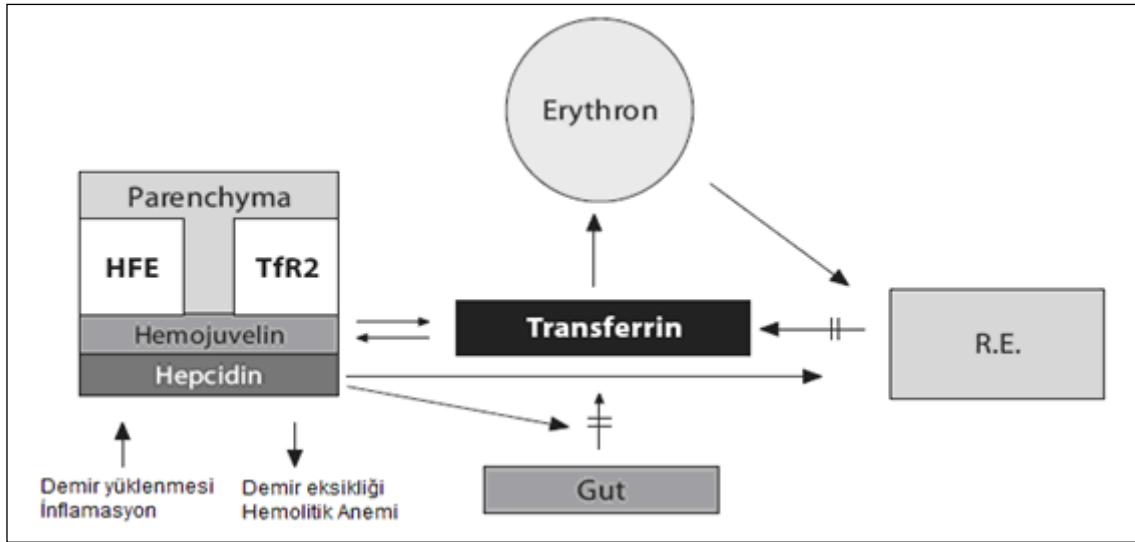 Erythron
Parenchyma
HFE
TfR2
Hemojuvelin
Hepcidin
Transferrin
R.E.
Gut
Demir yüklenmesi
İnflamasyon
Demir eksikliği
Hemolitik Anemi